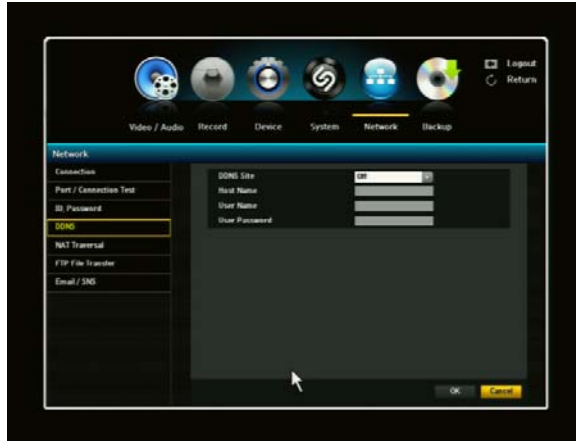 Logout
Return
Video / Audio Record Device System Network Backup
Network
Connection
Port / Connection Test
ID, Password
DDNS
NAT Traversal
FTP File Transfer
Email / SNS
DDNS Site Off
Host Name
User Name
User Password
OK Cancel